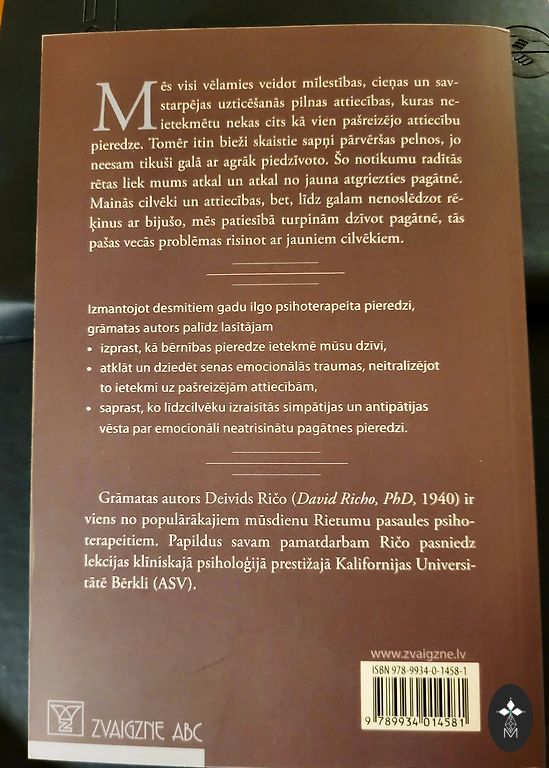 Mēs visi vēlamies veidot mīlestības, cieņas un sav-
starpējas uzticēšanās pilnas attiecības, kuras ne-
ietekmētu nekas cits kā vien pašreizējo attiecību
pieredze. Tomēr itin bieži skaistie sapņi pārvēršas pelnos, jo
neesam tikuši galā ar agrāk piedzīvoto. Šo notikumu radītās
rētas liek mums atkal un atkal no jauna atgriezties pagātnē.
Mainās cilvēki un attiecības, bet, līdz galam nenoslēdzot rē-
ķinus ar bijušo, mēs patiesībā turpinām dzīvot pagātnē, tās
pašas vecās problēmas risinot ar jauniem cilvēkiem.
Izmantojot desmitiem gadu ilgo psihoterapeita pieredzi,
grāmatas autors palīdz lasītājam
• izprast, kā bērnības pieredze ietekmē mūsu dzīvi,
• atklāt un dziedēt senas emocionālās traumas, neitralizējot
to ietekmi uz pašreizējām attiecībām,
• saprast, ko līdzcilvēku izraisītās simpātijas un antipātijas
vēsta par emocionāli neatrisinātu pagātnes pieredzi.
Grāmatas autors Deivids Ričo (David Richo, PhD, 1940) ir
viens no populārākajiem mūsdienu Rietumu pasaules psiho-
terapeitiem. Papildus savam pamatdarbam Ričo pasniedz
lekcijas klīniskajā psiholoģijā prestižajā Kalifornijas Universi-
tātē Bērkli (ASV).
www.zvaigzne.lv
ISBN 978-9934-0-1458-1
9 789934 014581
ZVAIGZNE ABC
M